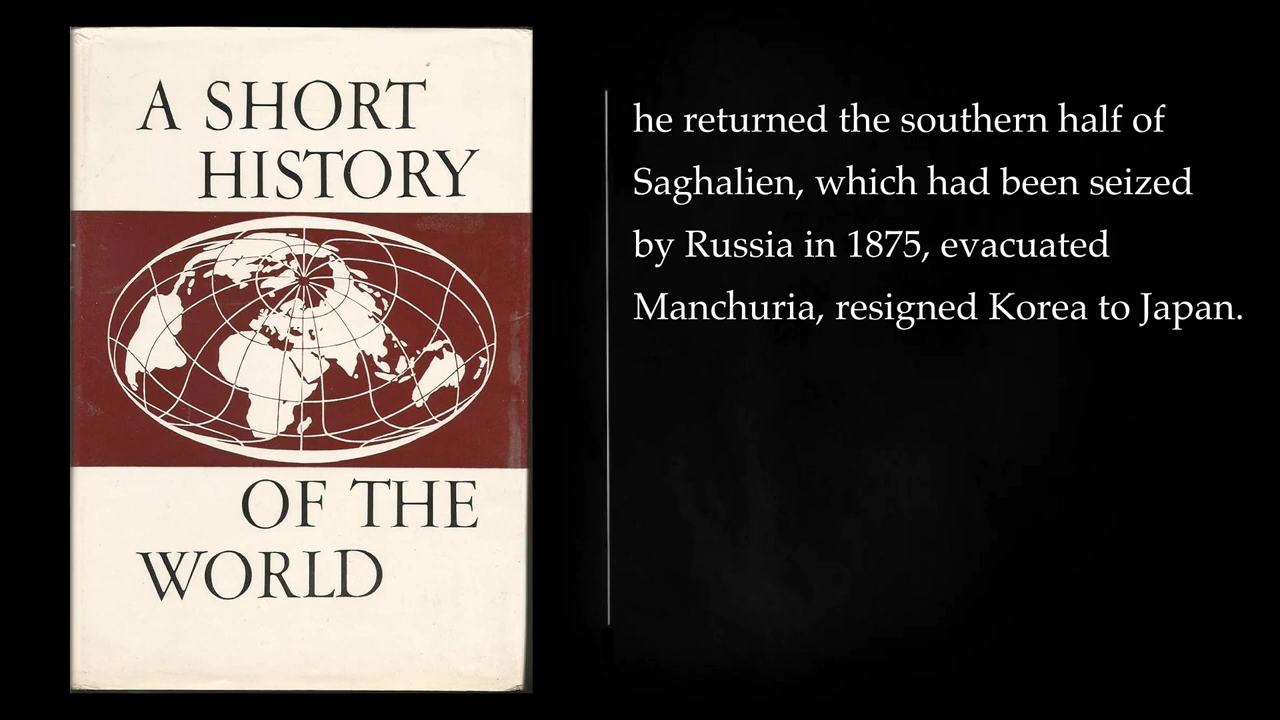 A SHORT
HISTORY
OF THE
WORLD
he returned the southern half of
Saghalien, which had been seized
by Russia in 1875, evacuated
Manchuria, resigned Korea to Japan.